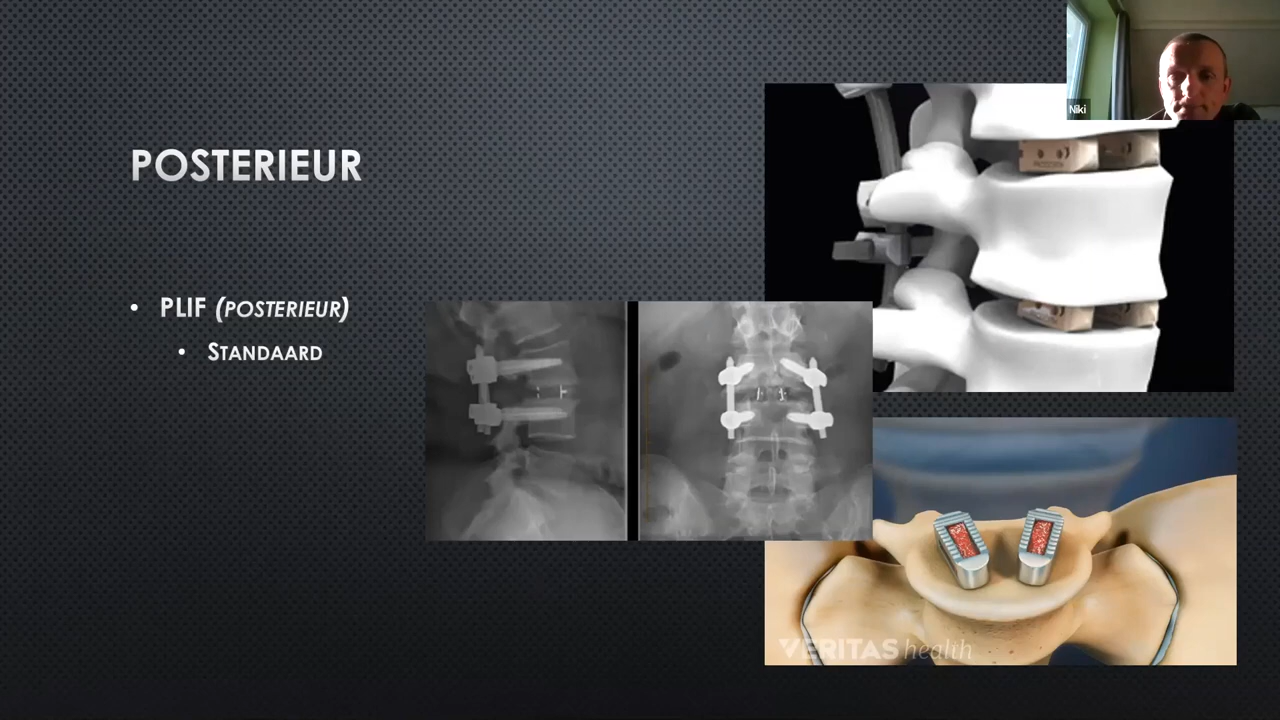 Niki
POSTERIEUR
• PLIF (POSTERIEUR)
• STANDAARD
VERITAS health